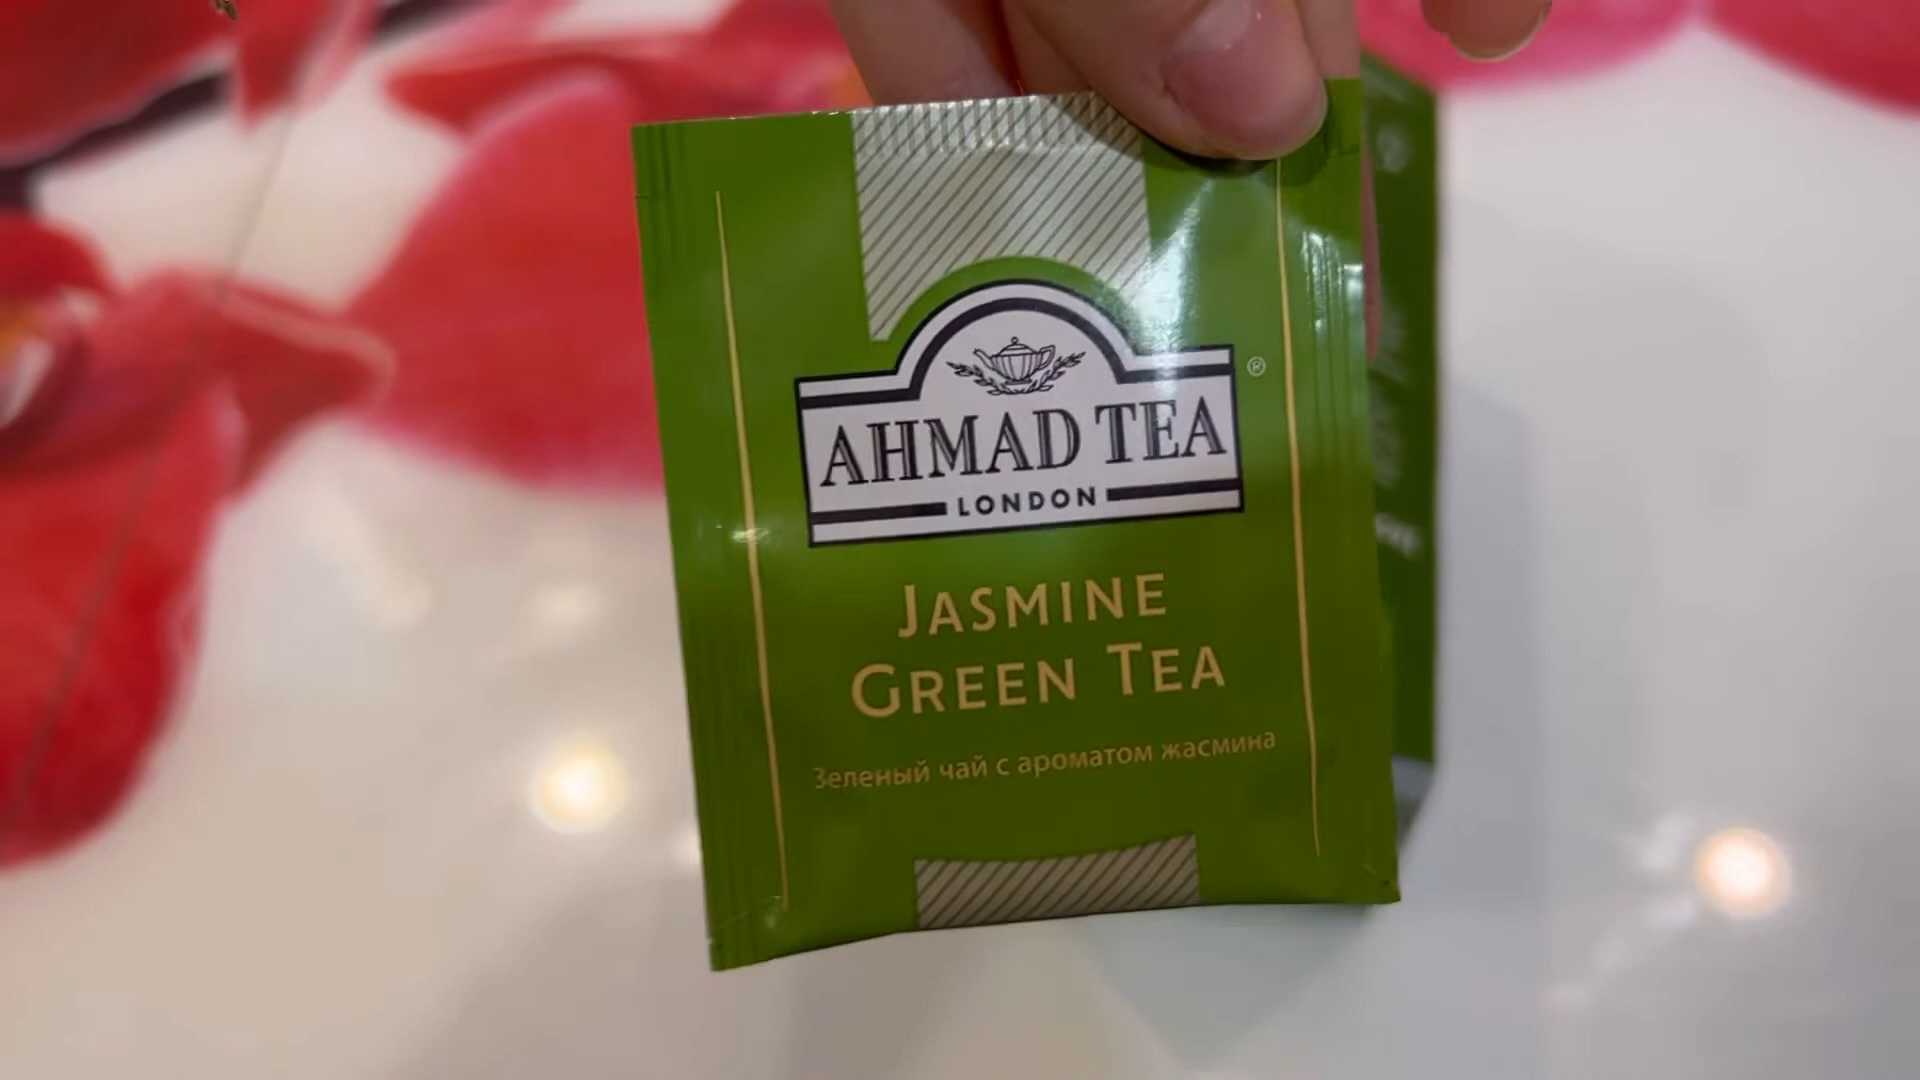 AHMAD TEA
®
LONDON
JASMINE
GREEN TEA
Зеленый чай с ароматом жасмина